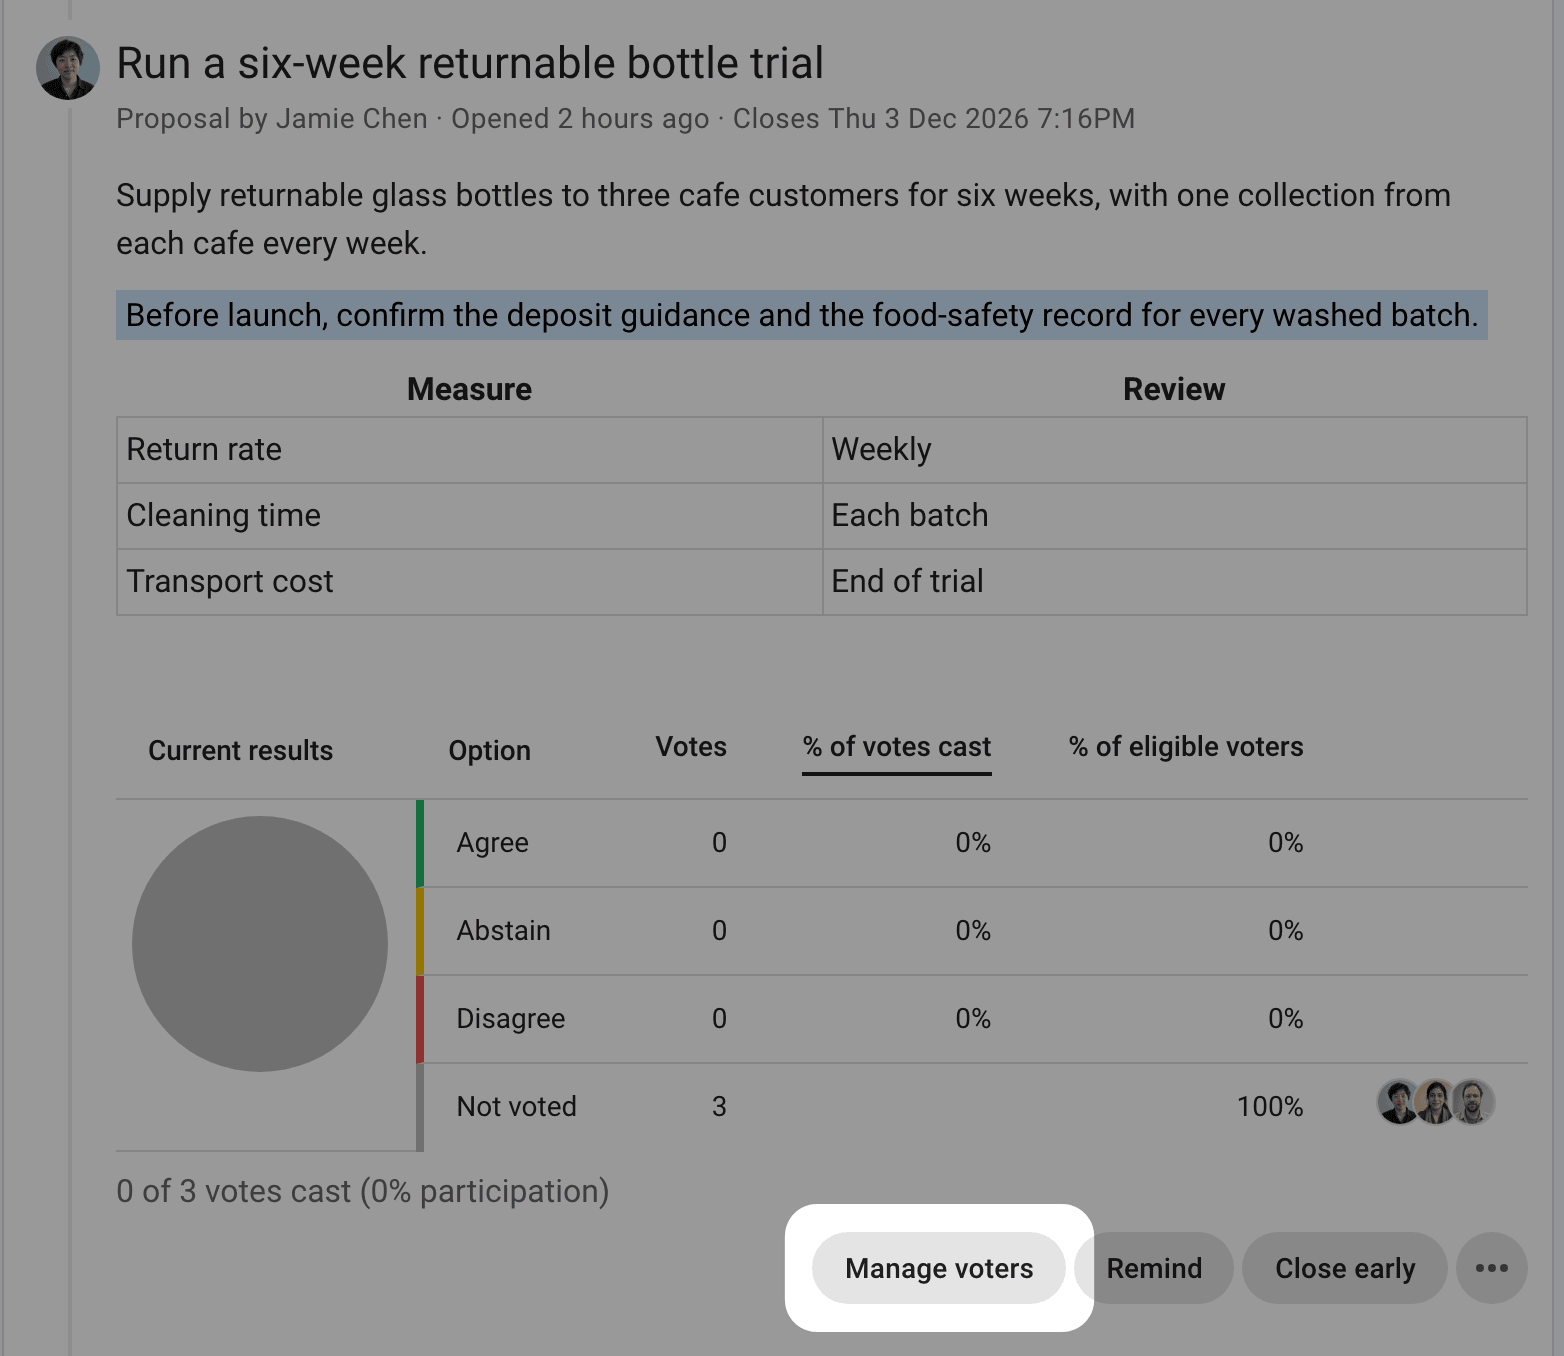 Run a six-week returnable bottle trial
Proposal by Jamie Chen · Opened 2 hours ago · Closes Thu 3 Dec 2026 7:16PM
Supply returnable glass bottles to three cafe customers for six weeks, with one collection from
each cafe every week.
Before launch, confirm the deposit guidance and the food-safety record for every washed batch.
Measure Review
Return rate Weekly
Cleaning time Each batch
Transport cost End of trial
Current results Option Votes % of votes cast % of eligible voters
Agree 0 0% 0%
Abstain 0 0% 0%
Disagree 0 0% 0%
Not voted 3 100%
0 of 3 votes cast (0% participation)
Manage voters Remind Close early